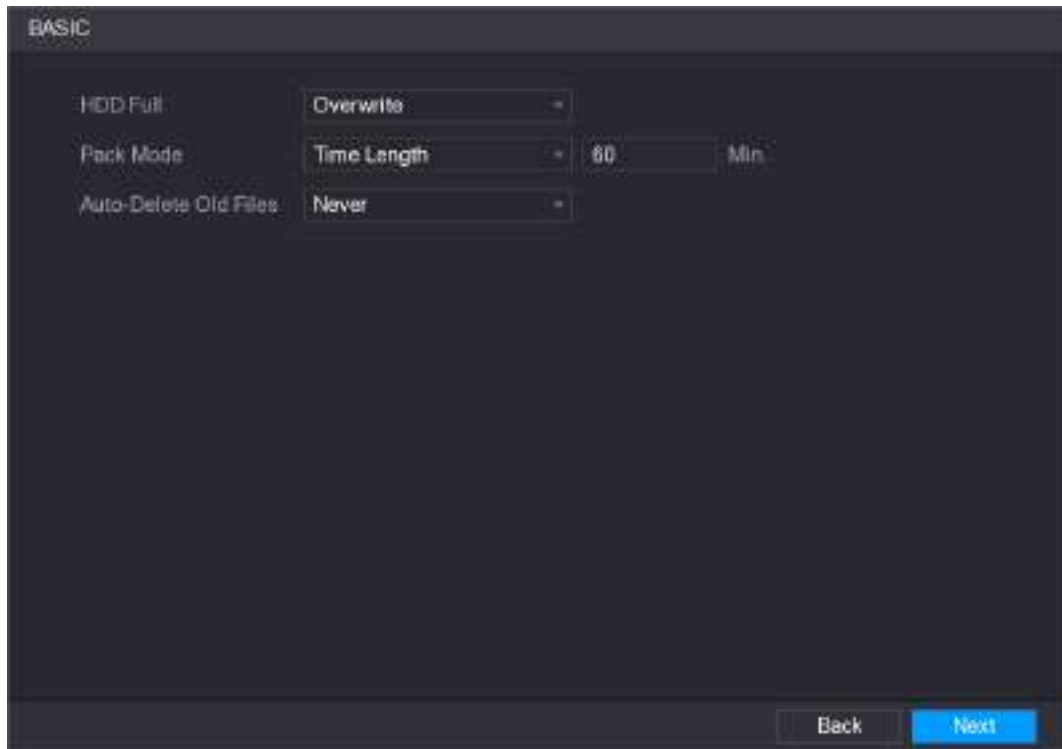 BASIC
HDD Full Overwrite
Pack Mode Time Length 60 Min.
Auto-Delete Old Files Never
Back Next